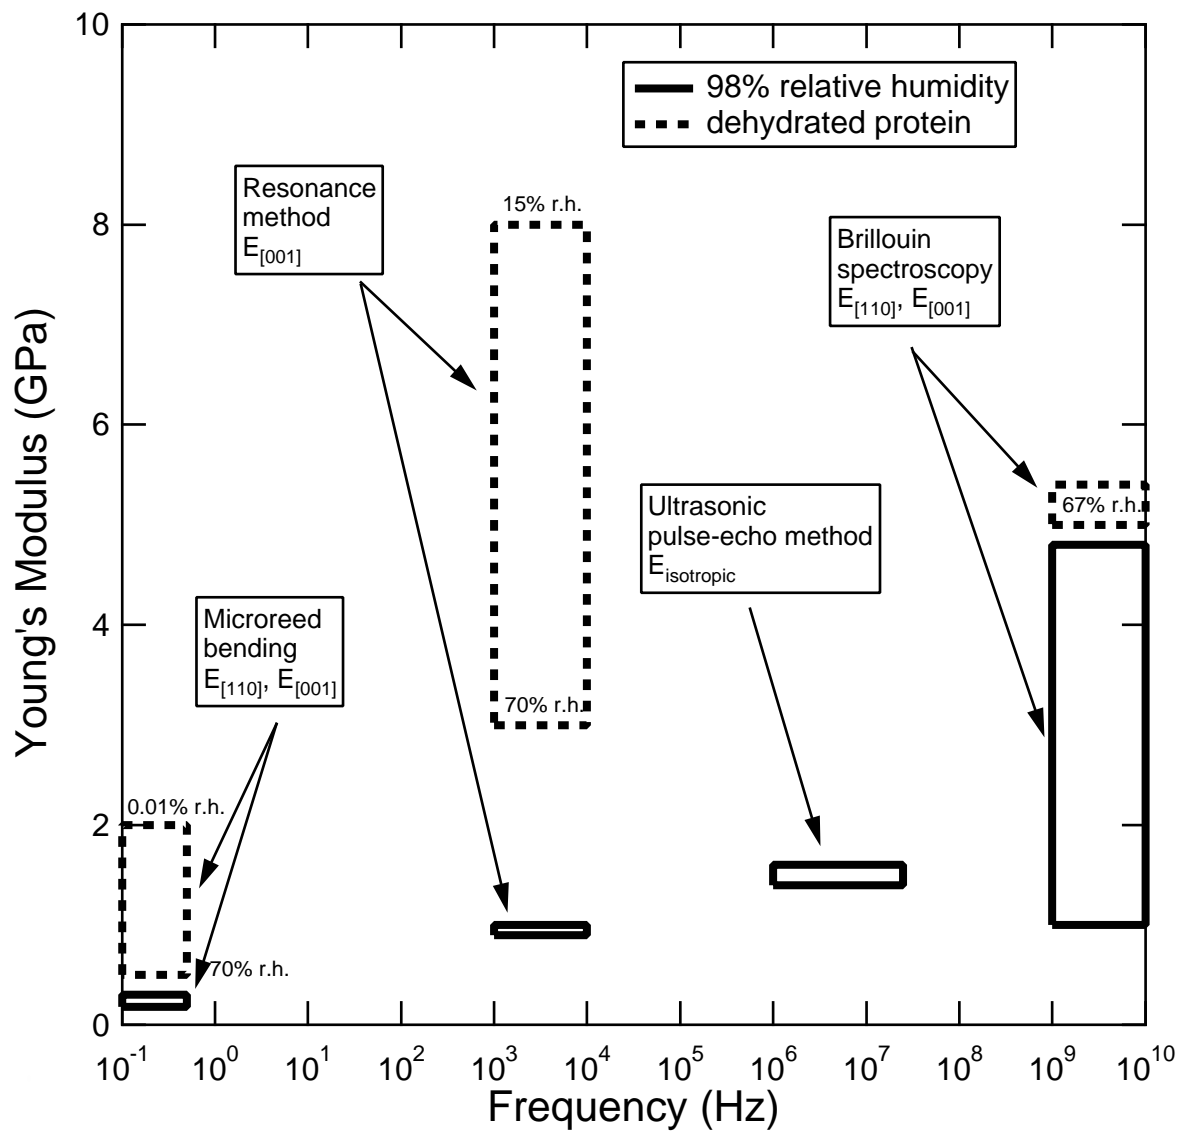 98% relative humidity
dehydrated protein
Resonance
method
E[001]
15% r.h.
70% r.h.
Brillouin
spectroscopy
E[110], E[001]
67% r.h.
Ultrasonic
pulse-echo method
Eisotropic
Microreed
bending
E[110], E[001]
0.01% r.h.
70% r.h.
Young's Modulus (GPa)
10
8
6
4
2
0
10-1 100 101 102 103 104 105 106 107 108 109 1010
Frequency (Hz)